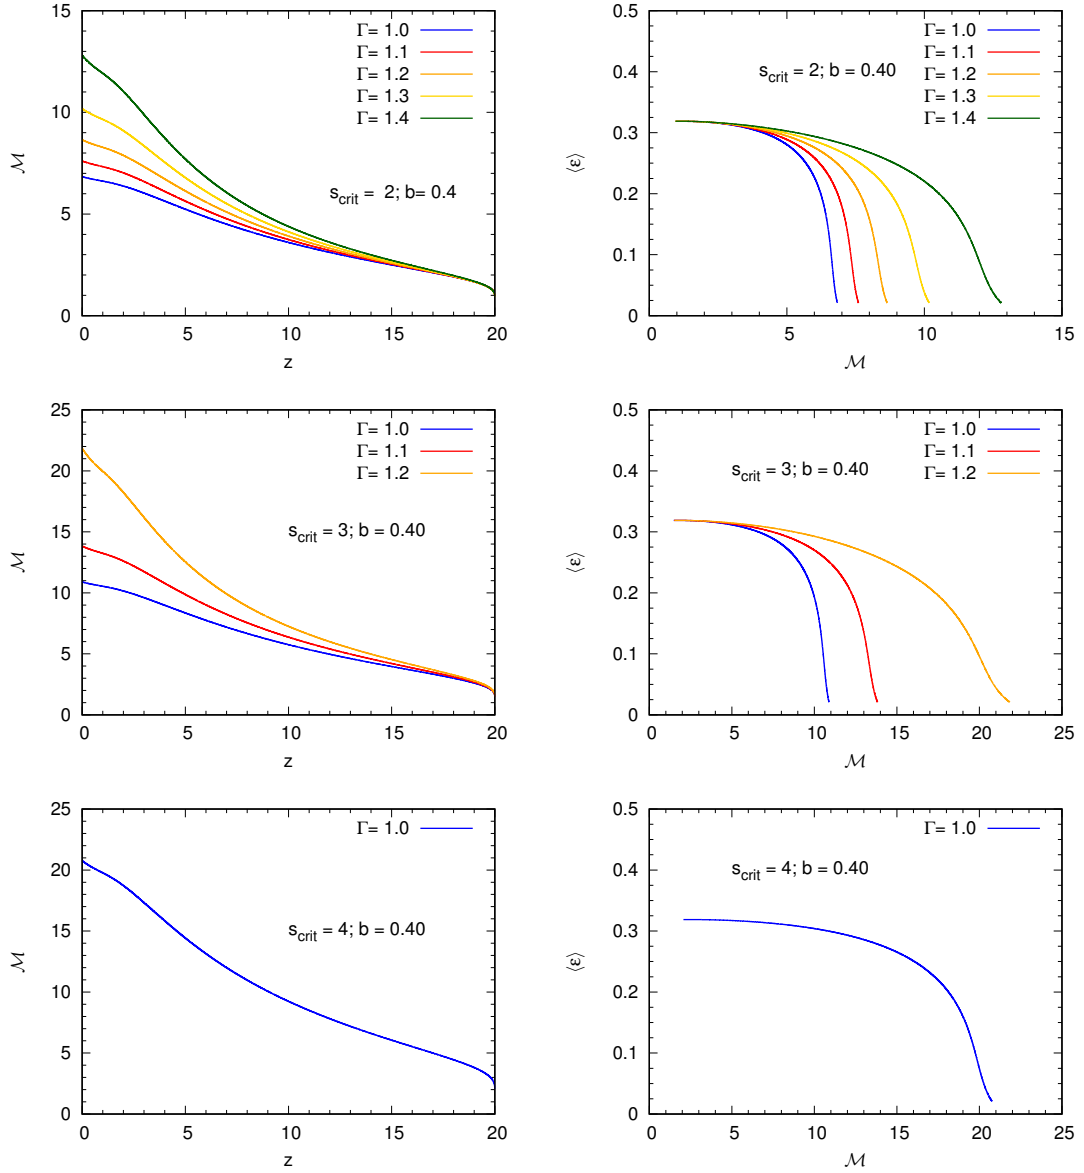 15
10
5
0
ℳ
Γ= 1.0
Γ= 1.1
Γ= 1.2
Γ= 1.3
Γ= 1.4
s_crit = 2; b= 0.4
0 5 10 15 20
z
0.5
0.4
0.3
0.2
0.1
0
⟨ε⟩
Γ= 1.0
Γ= 1.1
Γ= 1.2
Γ= 1.3
Γ= 1.4
s_crit = 2; b = 0.40
0 5 10 15
ℳ
25
20
15
10
5
0
ℳ
Γ= 1.0
Γ= 1.1
Γ= 1.2
s_crit = 3; b = 0.40
0 5 10 15 20
z
0.5
0.4
0.3
0.2
0.1
0
⟨ε⟩
Γ= 1.0
Γ= 1.1
Γ= 1.2
s_crit = 3; b = 0.40
0 5 10 15 20 25
ℳ
25
20
15
10
5
0
ℳ
Γ= 1.0
s_crit = 4; b = 0.40
0 5 10 15 20
z
0.5
0.4
0.3
0.2
0.1
0
⟨ε⟩
Γ= 1.0
s_crit = 4; b = 0.40
0 5 10 15 20 25
ℳ